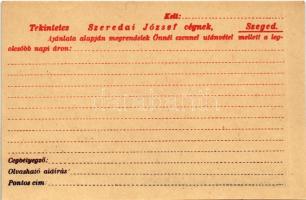 Kelt:
Tekintetes Szeredai József cégnek, Szeged.
Ajánlata alapján megrendelek Önnél ezennel utánvétel mellett a leg-
olcsóbb napi áron:
Cégbélyegző:
Olvasható aláírás:
Pontos cím: